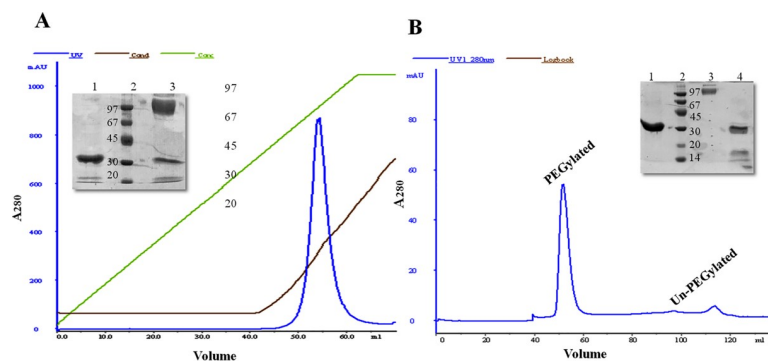 A
UV Cond Conc
mAU
1000
800
600
400
200
0
A280
1 2 3
97
67
45
30
20
97
67
45
30
20
0.0 10.0 20.0 30.0 40.0 50.0 60.0 ml
Volume
B
UV1_280nm Logbook
mAU
80
60
40
20
0
A280
1 2 3 4
97
67
45
30
20
14
PEGylated
Un-PEGylated
0 20 40 60 80 100 120 ml
Volume